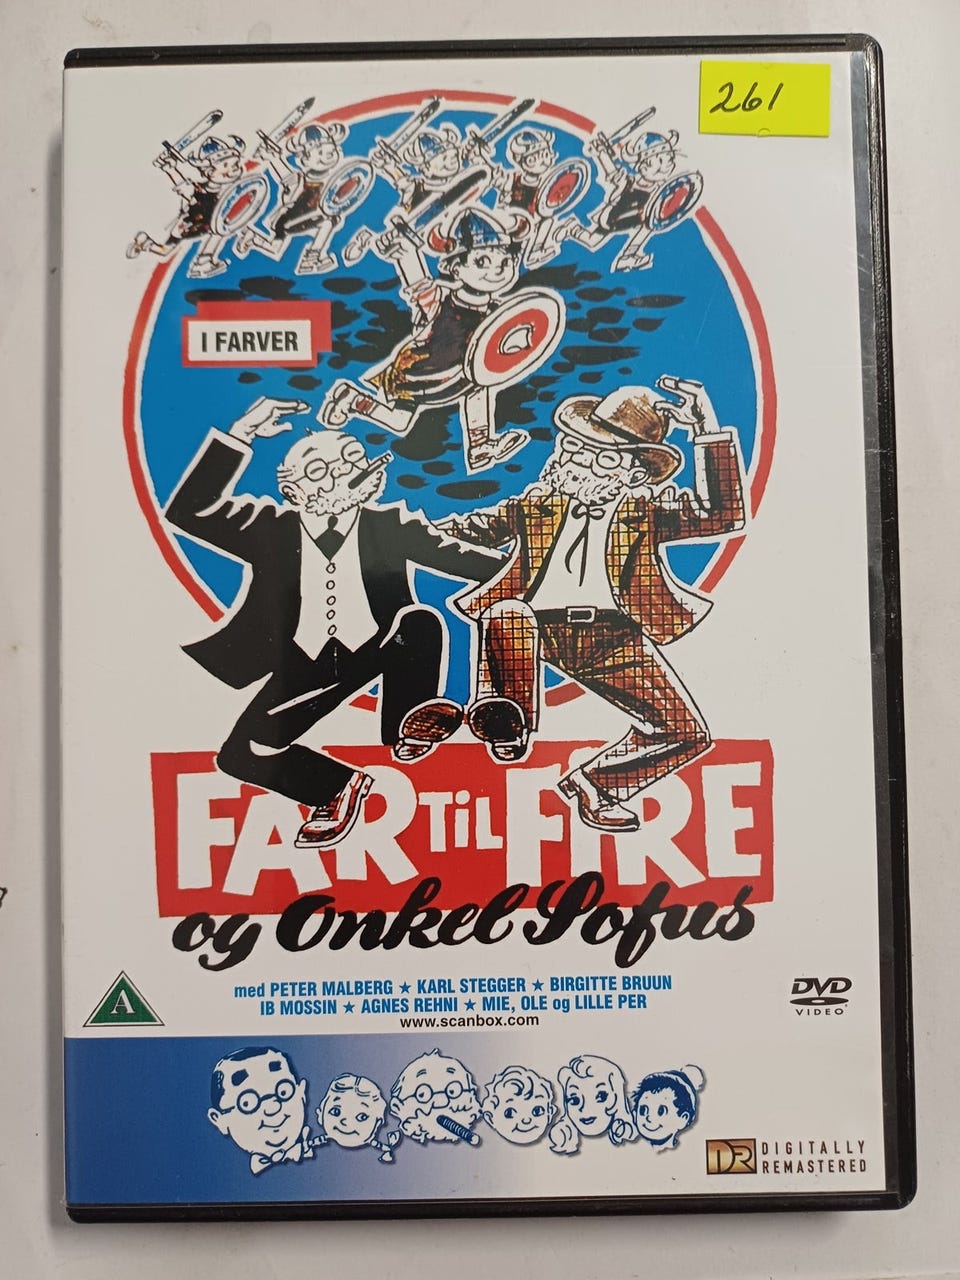 261
I FARVER
FAR TiL FIRE
og Onkel Sofus
med PETER MALBERG ★ KARL STEGGER ★ BIRGITTE BRUUN
IB MOSSIN ★ AGNES REHNI ★ MIE, OLE og LILLE PER
www.scanbox.com
A
DVD
VIDEO
DR DIGITALLY
REMASTERED